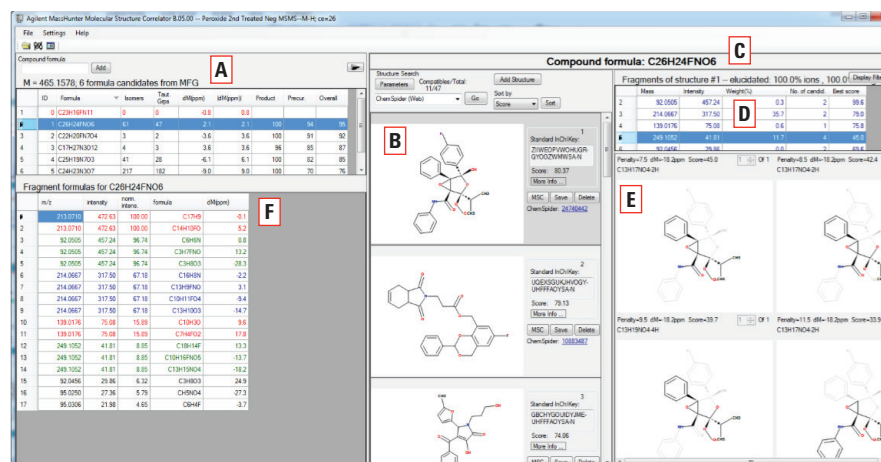 Agilent MassHunter Molecular Structure Correlator B.05.00 -- Peroxide 2nd Treated Neg MSMS--M-H; ce=26
File Settings Help
Compound formula
Add
A
M = 465.1578; 6 formula candidates from MFG
ID Formula Isomers Taut. Grps dM(ppm) |dM(ppm)| Product Precur. Overall
1 0 C23H16FN11 0 0 -0.8 0.8
1 C26H24FNO6 61 47 2.1 2.1 100 94 95
3 2 C22H20FN7O4 3 2 3.6 3.6 100 91 92
4 3 C17H27N3O12 4 3 3.6 3.6 96 85 87
5 4 C25H19N7O3 41 28 -6.1 6.1 100 82 85
6 5 C24H23N3O7 217 182 -9.0 9.0 100 70 76
Fragment formulas for C26H24FNO6
F
m/z intensity norm. intens. formula dM(ppm)
213.0710 472.63 100.00 C17H9 -0.1
2 213.0710 472.63 100.00 C14H10FO 5.2
3 92.0505 457.24 96.74 C6H6N 0.8
4 92.0505 457.24 96.74 C3H7FNO 13.2
5 92.0505 457.24 96.74 C3H8O3 -28.3
6 214.0667 317.50 67.18 C16H8N -2.2
7 214.0667 317.50 67.18 C13H9FNO 3.1
8 214.0667 317.50 67.18 C10H11FO4 -9.4
9 214.0667 317.50 67.18 C13H10O3 -14.7
10 139.0176 75.08 15.89 C10H3O 9.6
11 139.0176 75.08 15.89 C7H4FO2 17.8
12 249.1052 41.81 8.85 C18H14F 13.3
13 249.1052 41.81 8.85 C10H16FNO5 -13.7
14 249.1052 41.81 8.85 C13H15NO4 -18.2
15 92.0456 29.86 6.32 C3H8O3 24.9
16 95.0250 27.36 5.79 CH5NO4 -27.3
17 95.0306 21.98 4.65 C6H4F -3.7
Compound formula: C26H24FNO6
C
Structure Search
Parameters
Compatibles/Total:
11/47
Add Structure
ChemSpider (Web) Go
Sort by
Score Sort
B
1
Standard InChIKey:
ZIIWEDPVWOHUGR-
GYOOZWMWSA-N
Score: 80.37
More Info ...
MSC Save Delete
ChemSpider: 24740442
2
Standard InChIKey:
UQEXSGUKJHVOGY-
UHFFFAOYSA-N
Score: 79.13
More Info ...
MSC Save Delete
ChemSpider: 10883487
3
Standard InChIKey:
GBCHYGOUIDYJME-
UHFFFAOYSA-N
Score: 74.06
More Info ...
MSC Save Delete
Fragments of structure #1 -- elucidated: 100.0% ions , 100.0
Display Filte
Mass Weight(%) No. of candid. Best score
2 92.0505 457.24 0.3 2 99.6
3 214.0667 317.50 35.7 2 79.0
4 139.0176 75.08 0.6 1 75.8
249.1052 41.81 11.7 4 45.0
D
Penalty=7.5 dM=-18.2ppm Score=45.0 1 Of 1 Penalty=8.5 dM=-18.2ppm Score=42.4
C13H17NO4-2H C13H17NO4-2H
E
Penalty=9.5 dM=-18.2ppm Score=39.7 1 Of 1 Penalty=11.5 dM=-18.2ppm Score=33.9
C13H19NO4-4H C13H17NO4-2H